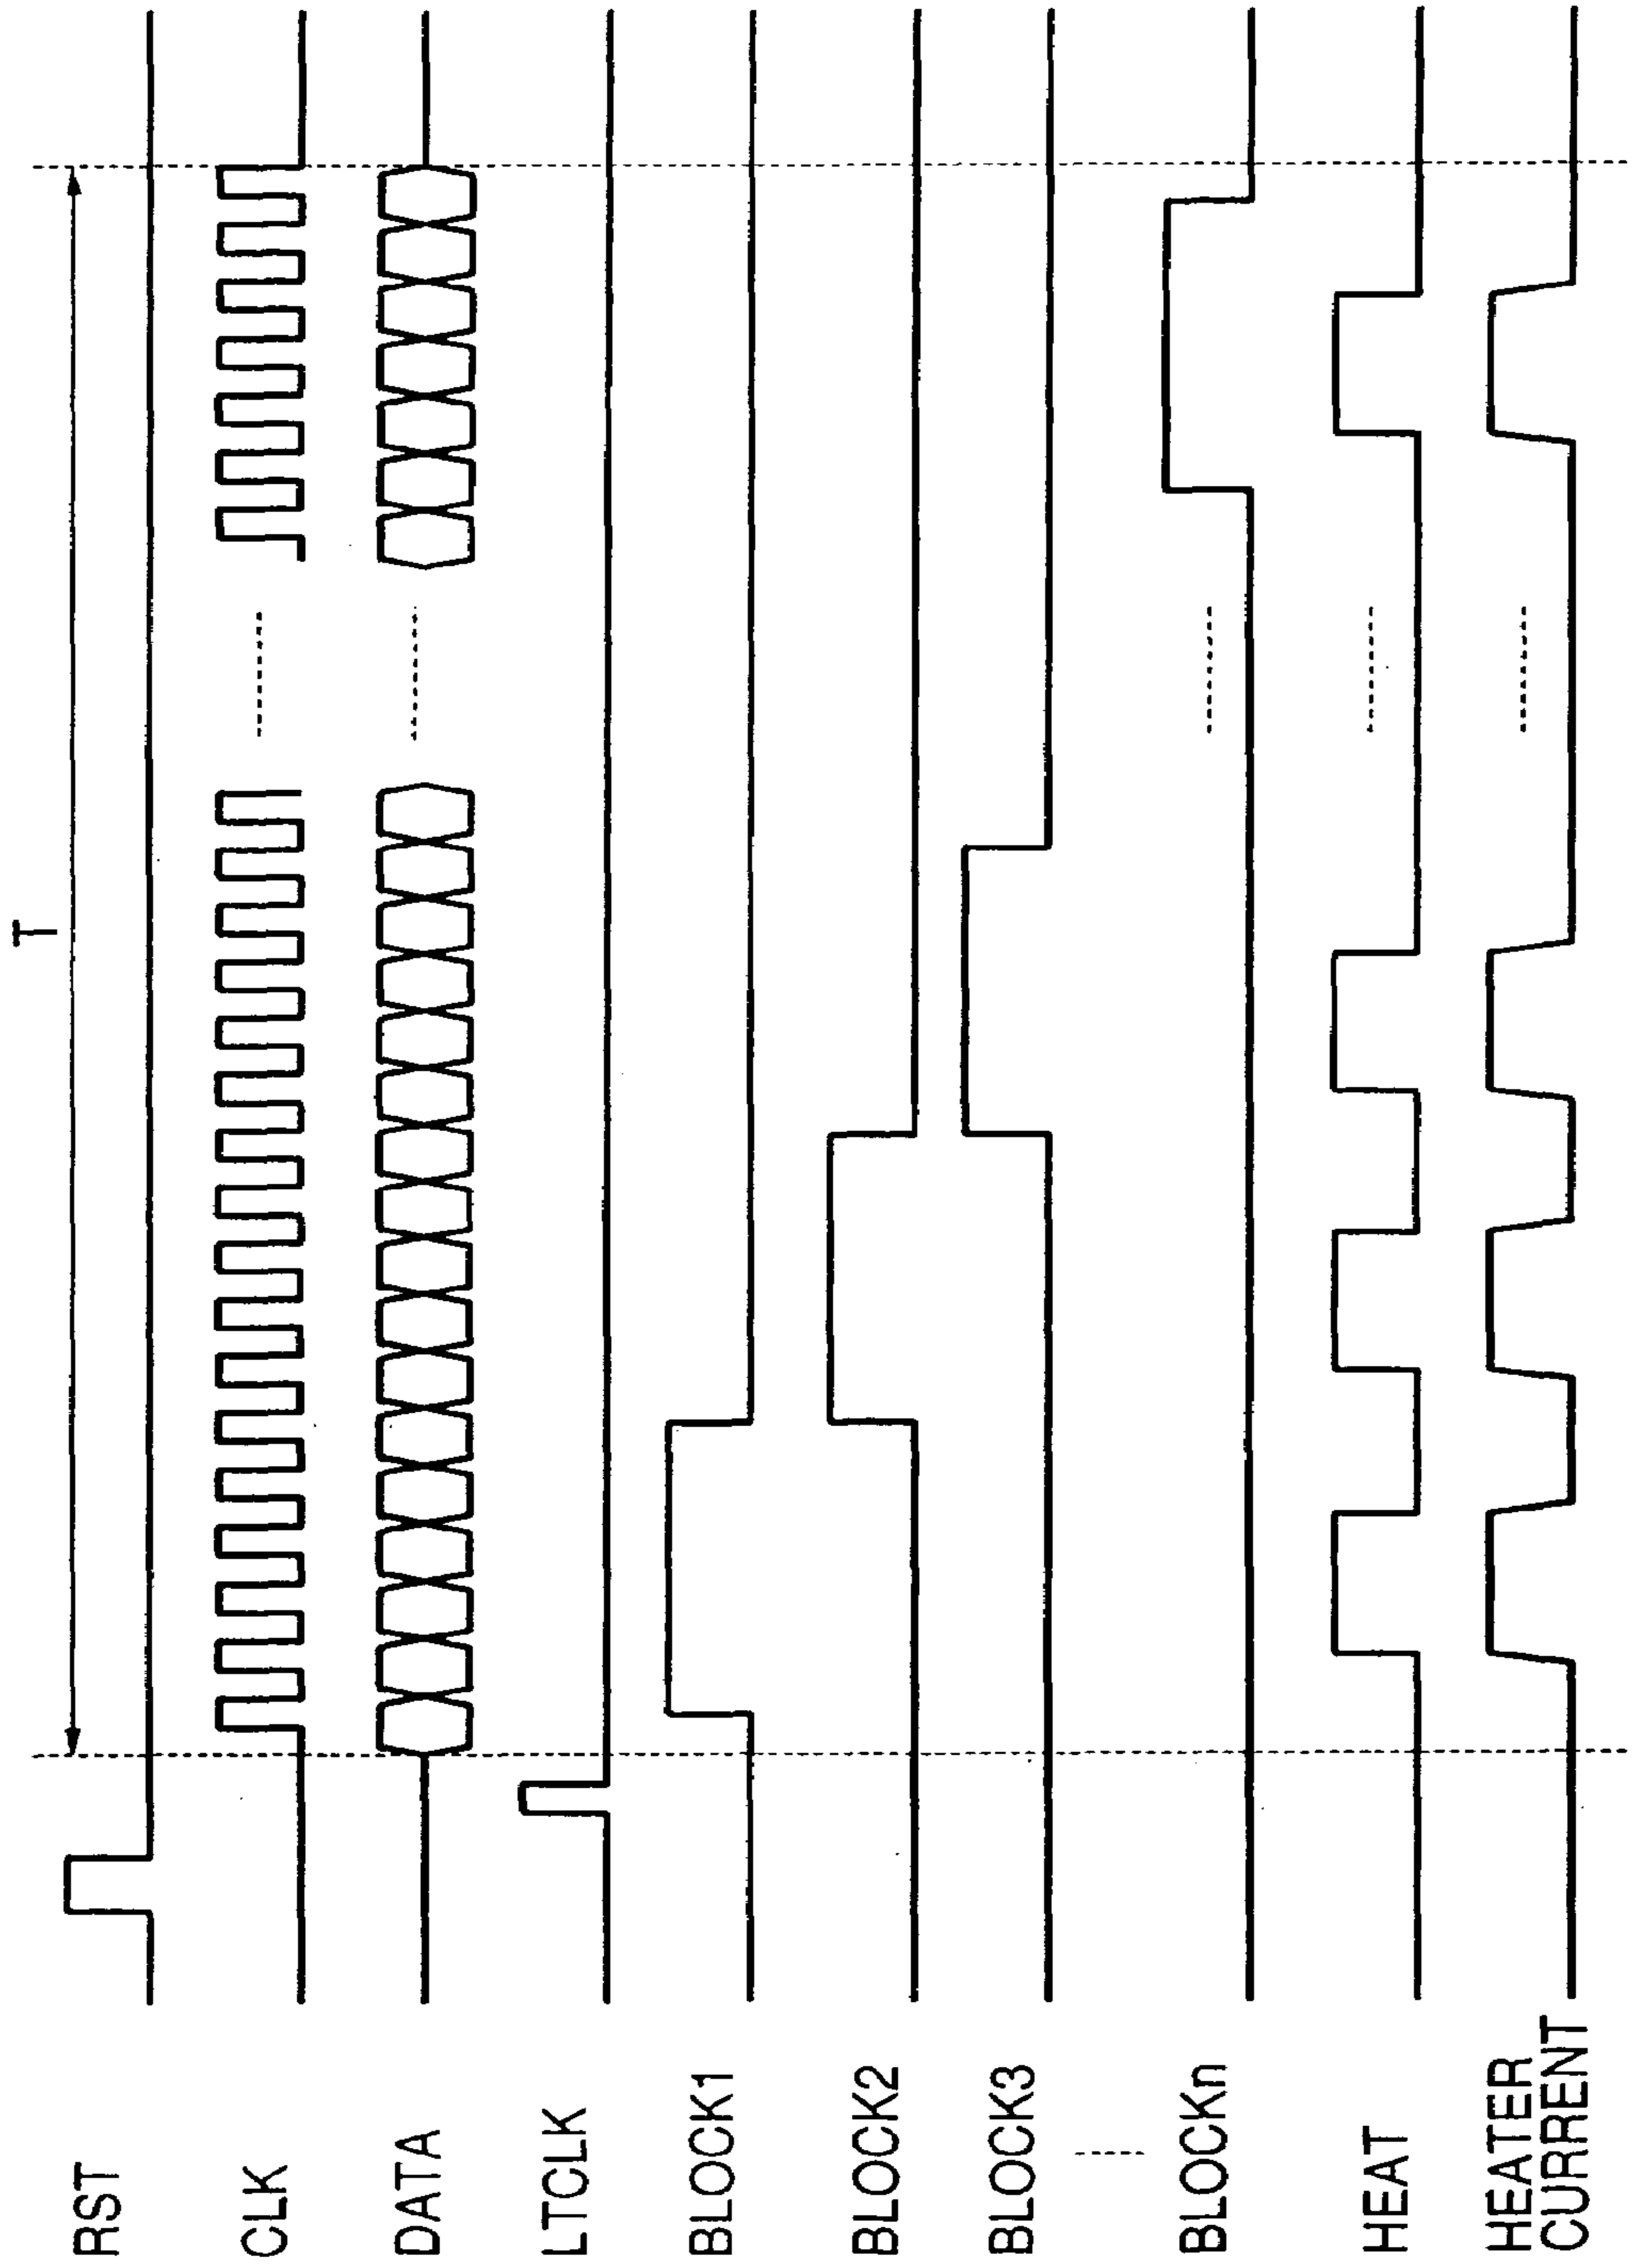 T
RST
CLK
DATA
LTCLK
BLOCK1
BLOCK2
BLOCK3
BLOCKn
HEAT
HEATER
CURRENT